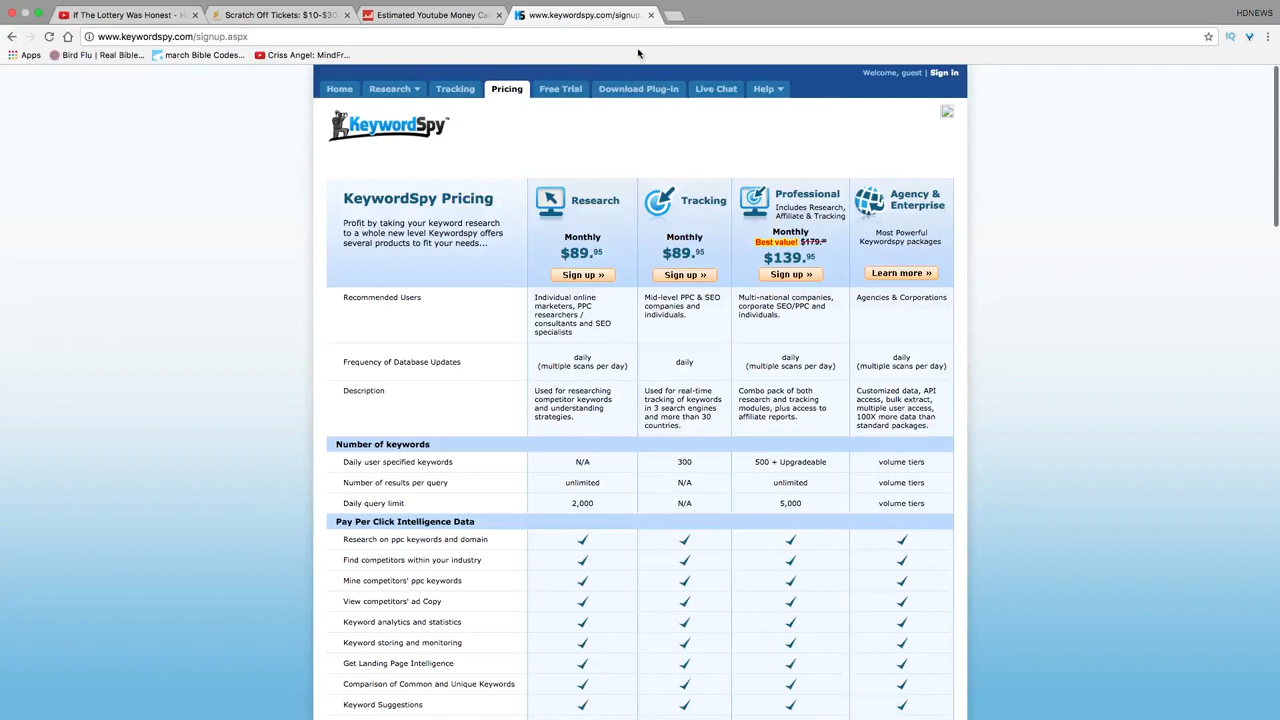 If The Lottery Was Honest -
Scratch Off Tickets: $10-$30
Estimated Youtube Money Cal
www.keywordspy.com/signup.
HDNEWS
www.keywordspy.com/signup.aspx
Apps
Bird Flu | Real Bible...
march Bible Codes...
Criss Angel: MindFr...
Welcome, guest | Sign in
Home
Research
Tracking
Pricing
Free Trial
Download Plug-in
Live Chat
Help
KeywordSpy™
KeywordSpy Pricing
Profit by taking your keyword research
to a whole new level Keywordspy offers
several products to fit your needs...
Research
Monthly
$89.95
Sign up »
Tracking
Monthly
$89.95
Sign up »
Professional
Includes Research,
Affiliate & Tracking
Monthly
Best value! $179.90
$139.95
Sign up »
Agency &
Enterprise
Most Powerful
Keywordspy packages
Learn more »
Recommended Users
Individual online
marketers, PPC
researchers /
consultants and SEO
specialists
Mid-level PPC & SEO
companies and
individuals.
Multi-national companies,
corporate SEO/PPC and
individuals.
Agencies & Corporations
Frequency of Database Updates
daily
(multiple scans per day)
daily
daily
(multiple scans per day)
daily
(multiple scans per day)
Description
Used for researching
competitor keywords
and understanding
strategies.
Used for real-time
tracking of keywords
in 3 search engines
and more than 30
countries.
Combo pack of both
research and tracking
modules, plus access to
affiliate reports.
Customized data, API
access, bulk extract,
multiple user access,
100X more data than
standard packages.
Number of keywords
Daily user specified keywords N/A 300 500 + Upgradeable volume tiers
Number of results per query unlimited N/A unlimited volume tiers
Daily query limit 2,000 N/A 5,000 volume tiers
Pay Per Click Intelligence Data
Research on ppc keywords and domain
Find competitors within your industry
Mine competitors' ppc keywords
View competitors' ad Copy
Keyword analytics and statistics
Keyword storing and monitoring
Get Landing Page Intelligence
Comparison of Common and Unique Keywords
Keyword Suggestions